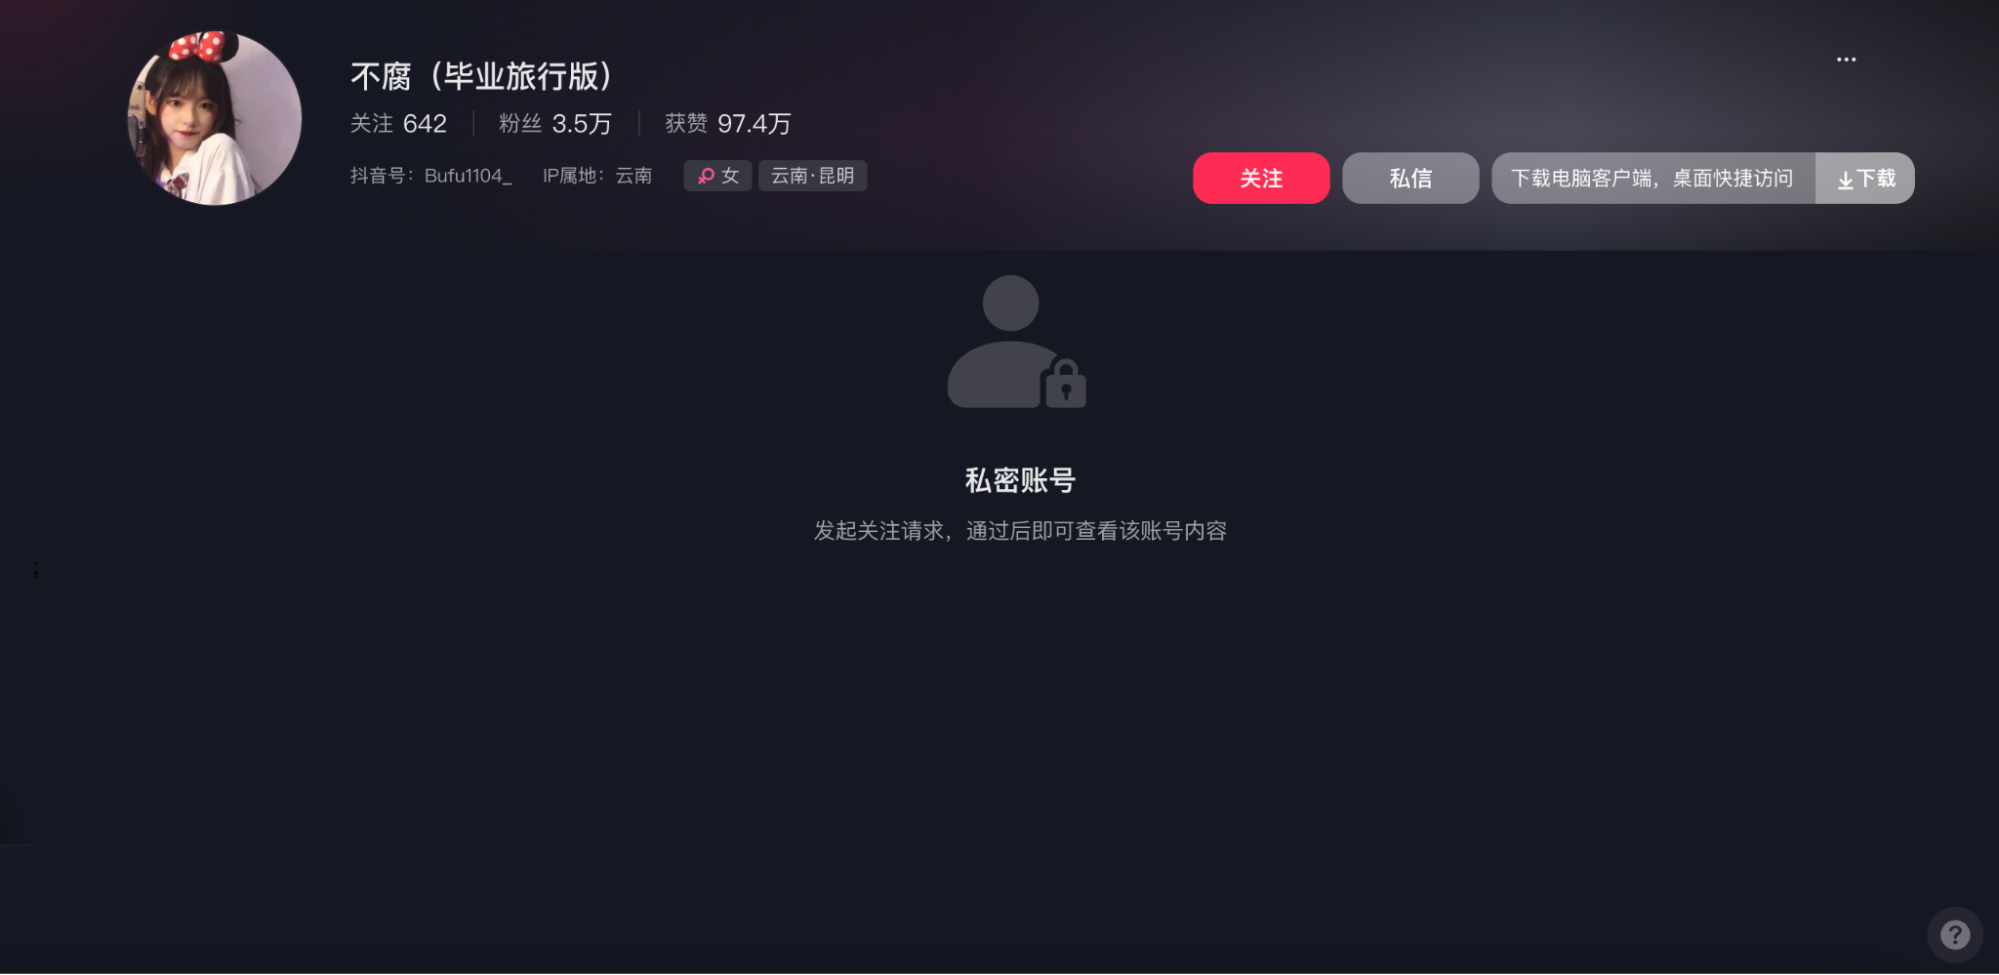 不腐（毕业旅行版）
关注 642 粉丝 3.5万 获赞 97.4万
抖音号：Bufu1104_ IP属地：云南 女 云南·昆明
关注 私信 下载电脑客户端，桌面快捷访问 下载
私密账号
发起关注请求，通过后即可查看该账号内容
;